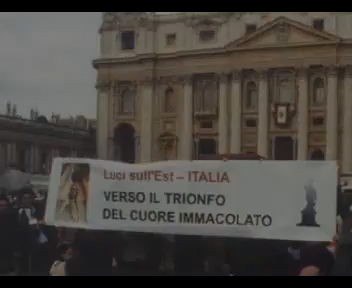 Luci sull'Est – ITALIA
VERSO IL TRIONFO
DEL CUORE IMMACOLATO